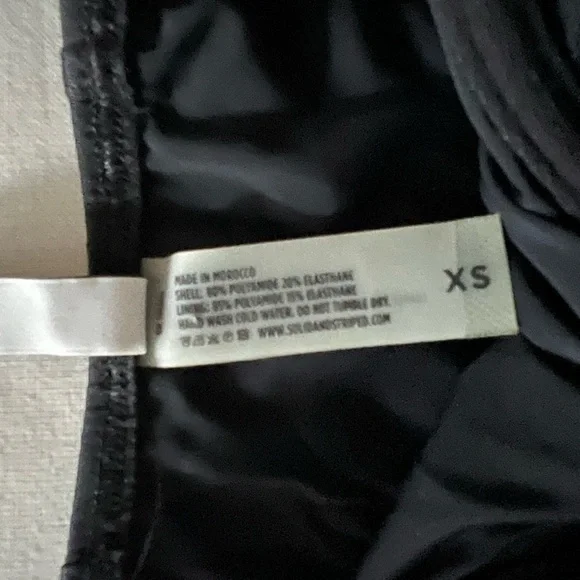 MADE IN MOROCCO
SHELL: 80% POLYAMIDE 20% ELASTHANE
LINING: 85% POLYAMIDE 15% ELASTHANE
HAND WASH COLD WATER. DO NOT TUMBLE DRY.
WWW.SOLIDANDSTRIPED.COM
XS